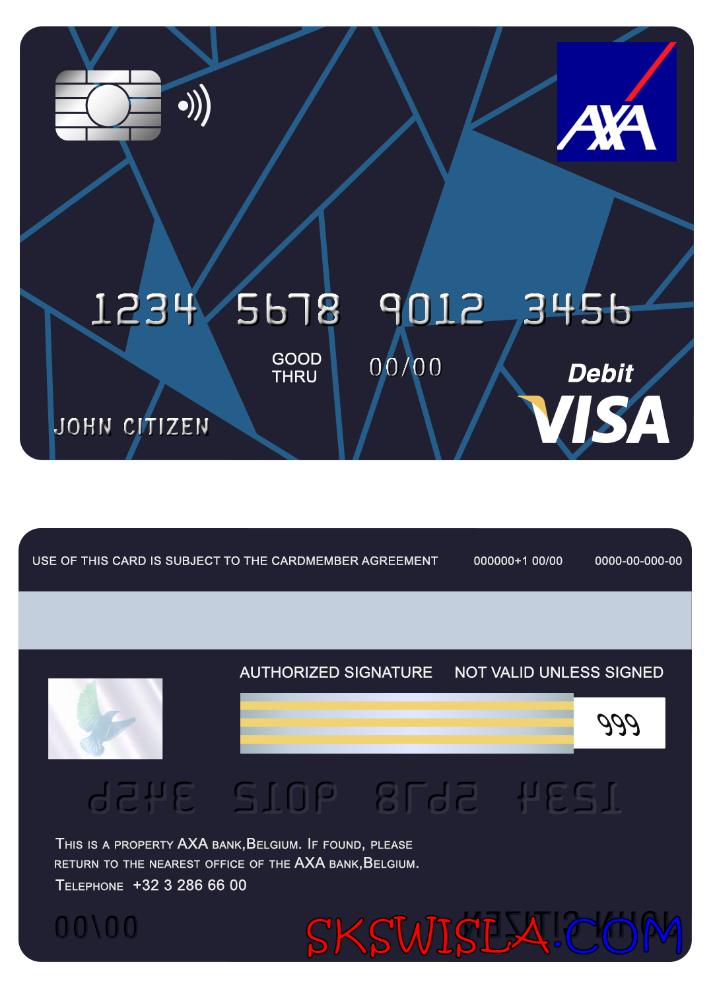 AXA
1234 5678 9012 3456
GOOD THRU 00/00
Debit
VISA
JOHN CITIZEN
USE OF THIS CARD IS SUBJECT TO THE CARDMEMBER AGREEMENT 000000+1 00/00 0000-00-000-00
AUTHORIZED SIGNATURE NOT VALID UNLESS SIGNED
999
This is a property AXA bank,Belgium. If found, please
return to the nearest office of the AXA bank,Belgium.
Telephone +32 3 286 66 00
00/00
JOHN CITIZEN
SKSWISLA.COM